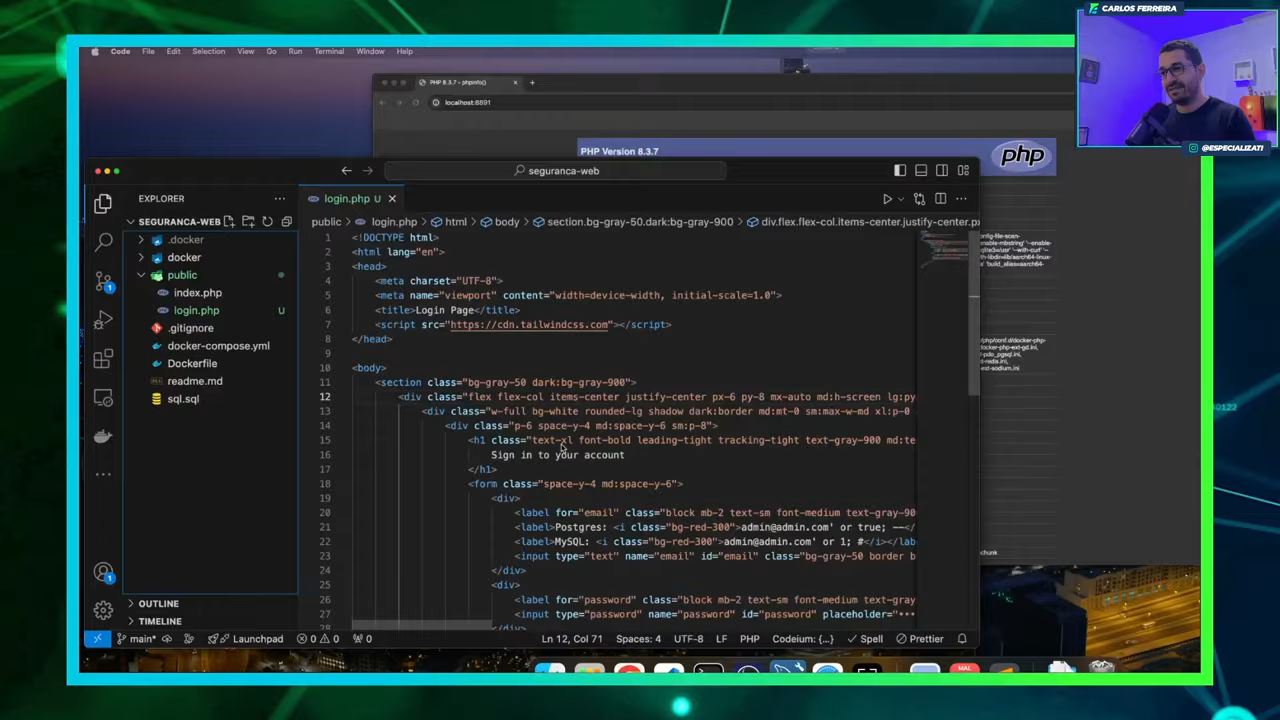 CARLOS FERREIRA
@ESPECIALIZATI
Code File Edit Selection View Go Run Terminal Window Help
PHP 8.3.7 - phpinfo()
localhost:8891
PHP Version 8.3.7
php
seguranca-web
EXPLORER
login.php U
SEGURANCA-WEB
public login.php html body section.bg-gray-50.dark:bg-gray-900 div.flex.flex-col.items-center.justify-center.px
.docker
docker
public
index.php
login.php U
.gitignore
docker-compose.yml
Dockerfile
readme.md
sql.sql
OUTLINE
TIMELINE
1 <!DOCTYPE html>
2 <html lang="en">
3 <head>
4 <meta charset="UTF-8">
5 <meta name="viewport" content="width=device-width, initial-scale=1.0">
6 <title>Login Page</title>
7 <script src="https://cdn.tailwindcss.com"></script>
8 </head>
9
10 <body>
11 <section class="bg-gray-50 dark:bg-gray-900">
12 <div class="flex flex-col items-center justify-center px-6 py-8 mx-auto md:h-screen lg:py
13 <div class="w-full bg-white rounded-lg shadow dark:border md:mt-0 sm:max-w-md xl:p-0
14 <div class="p-6 space-y-4 md:space-y-6 sm:p-8">
15 <h1 class="text-xl font-bold leading-tight tracking-tight text-gray-900 md:te
16 Sign in to your account
17 </h1>
18 <form class="space-y-4 md:space-y-6">
19 <div>
20 <label for="email" class="block mb-2 text-sm font-medium text-gray-90
21 <label>Postgres: <i class="bg-red-300">admin@admin.com' or true; --</
22 <label>MySQL: <i class="bg-red-300">admin@admin.com' or 1; #</i></lab
23 <input type="text" name="email" id="email" class="bg-gray-50 border b
24 </div>
25 <div>
26 <label for="password" class="block mb-2 text-sm font-medium text-gray
27 <input type="password" name="password" id="password" placeholder="•••
28 </div>
main* Launchpad 0 0 0 Ln 12, Col 71 Spaces: 4 UTF-8 LF PHP Codeium: {...} Spell Prettier